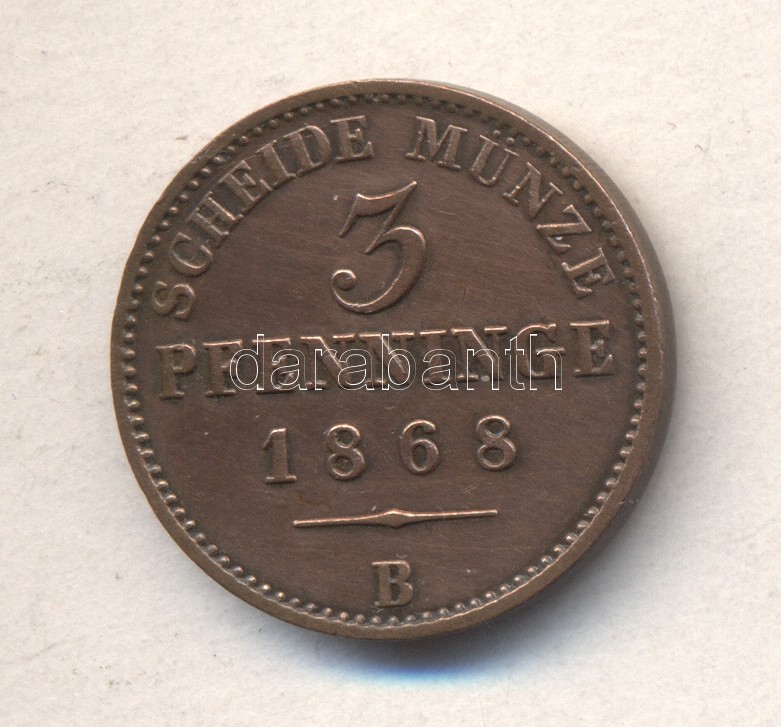 SCHEIDE MÜNZE
3
PFENNINGE
darabanth
1868
B